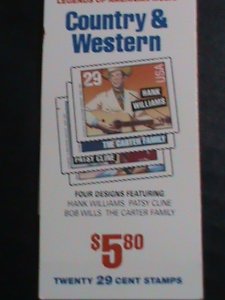 LEGENDS OF AMERICAN MUSIC
Country &
Western
29
USA
HANK
WILLIAMS
THE CARTER FAMILY
PATSY CLINE
FOUR DESIGNS FEATURING
HANK WILLIAMS, PATSY CLINE
BOB WILLS, THE CARTER FAMILY
$5.80
TWENTY 29 CENT STAMPS